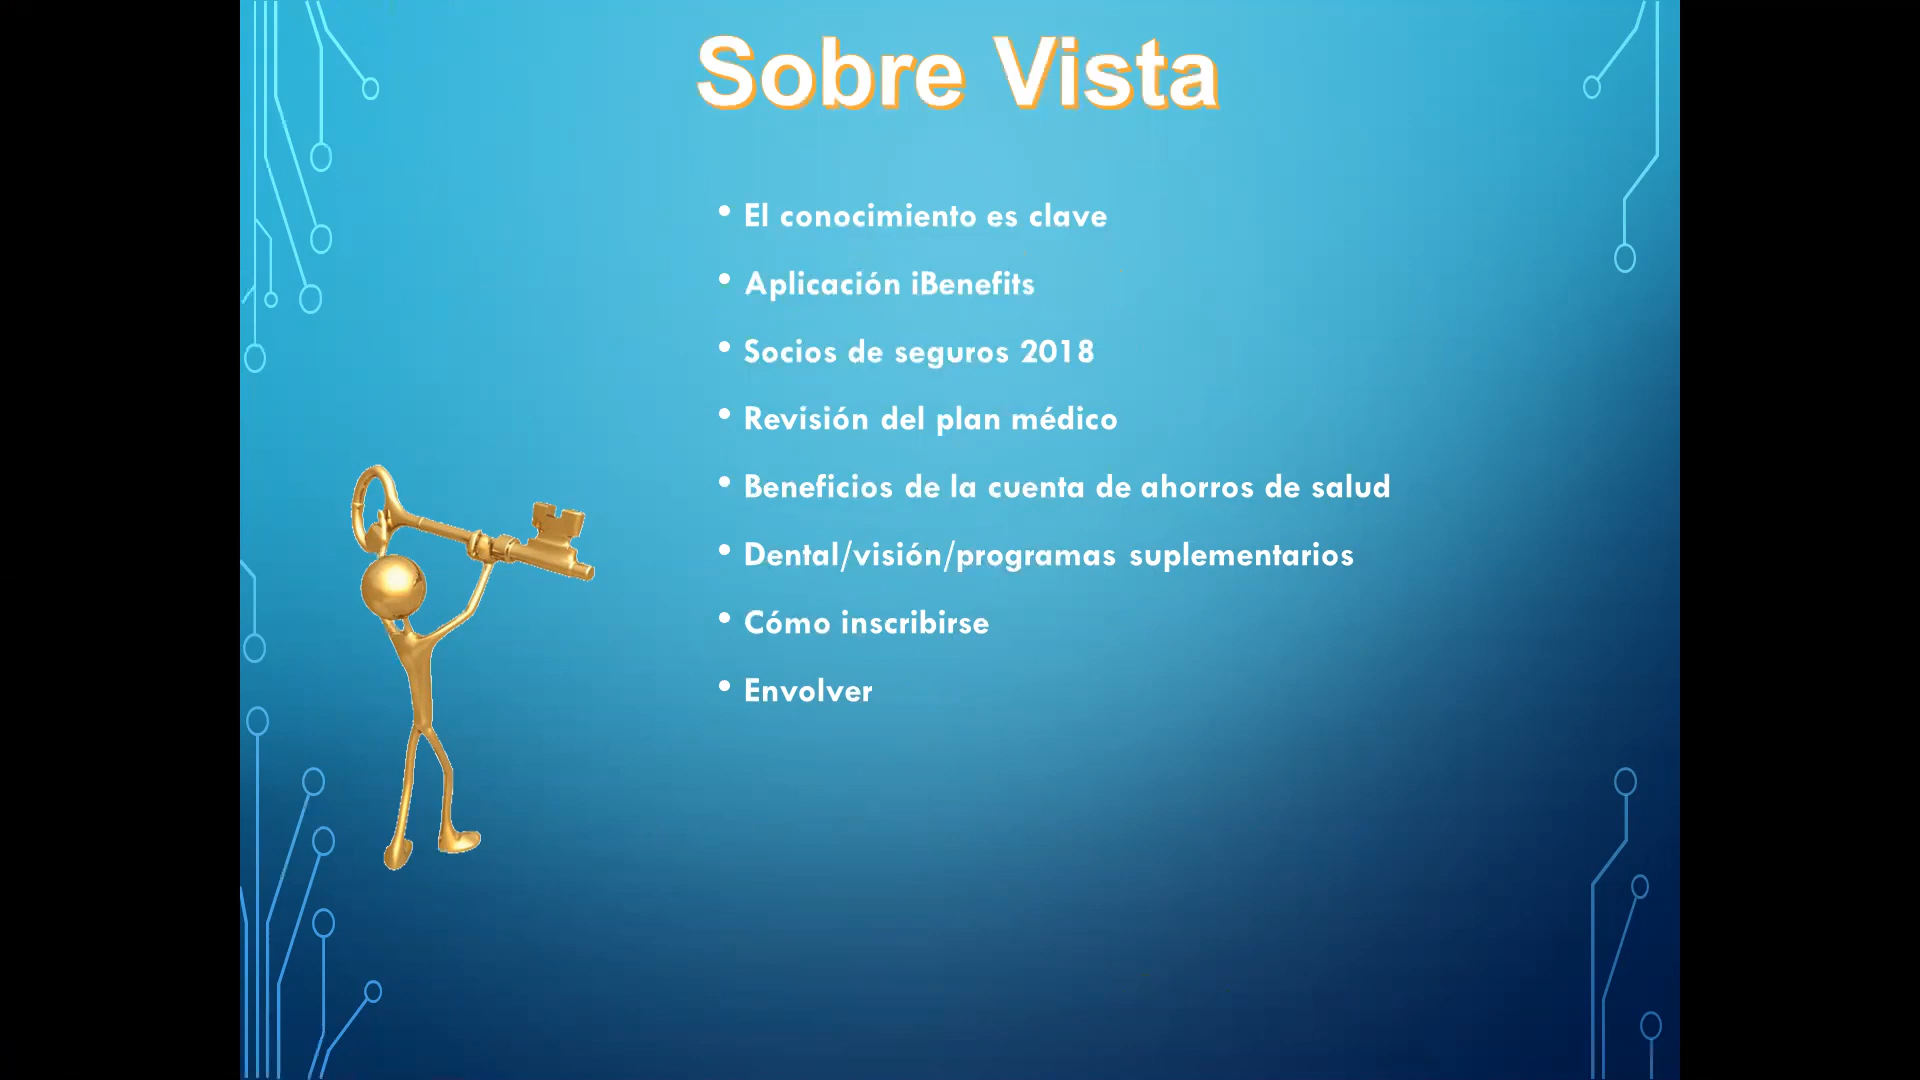 Sobre Vista
• El conocimiento es clave
• Aplicación iBenefits
• Socios de seguros 2018
• Revisión del plan médico
• Beneficios de la cuenta de ahorros de salud
• Dental/visión/programas suplementarios
• Cómo inscribirse
• Envolver